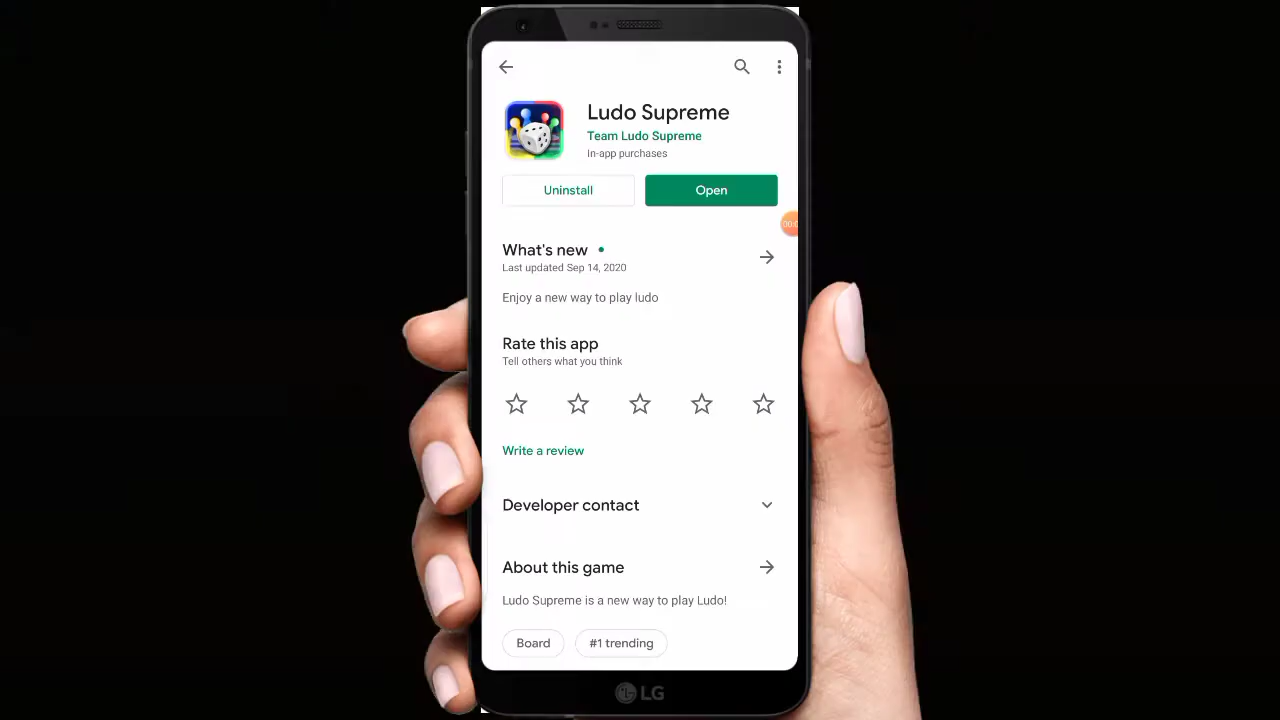 Ludo Supreme
Team Ludo Supreme
In-app purchases
Uninstall
Open
What's new
Last updated Sep 14, 2020
Enjoy a new way to play ludo
Rate this app
Tell others what you think
Write a review
Developer contact
About this game
Ludo Supreme is a new way to play Ludo!
Board
#1 trending
LG